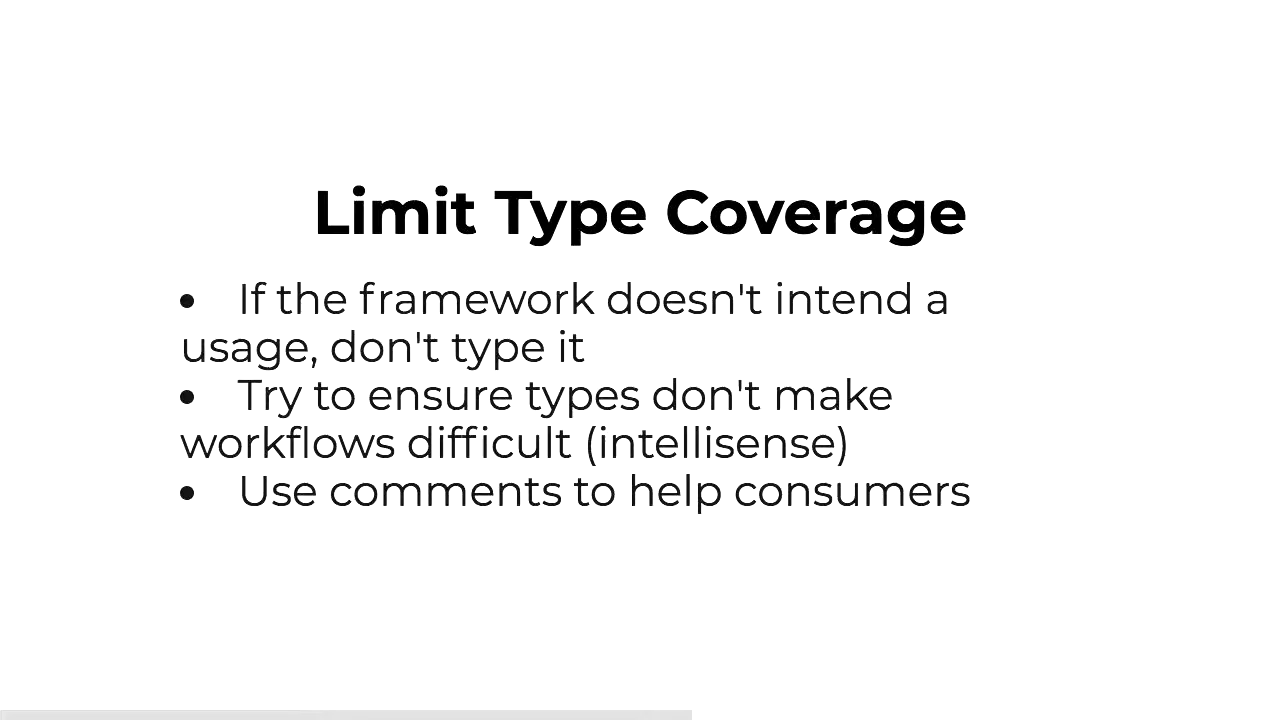 Limit Type Coverage
• If the framework doesn't intend a
usage, don't type it
• Try to ensure types don't make
workflows difficult (intellisense)
• Use comments to help consumers